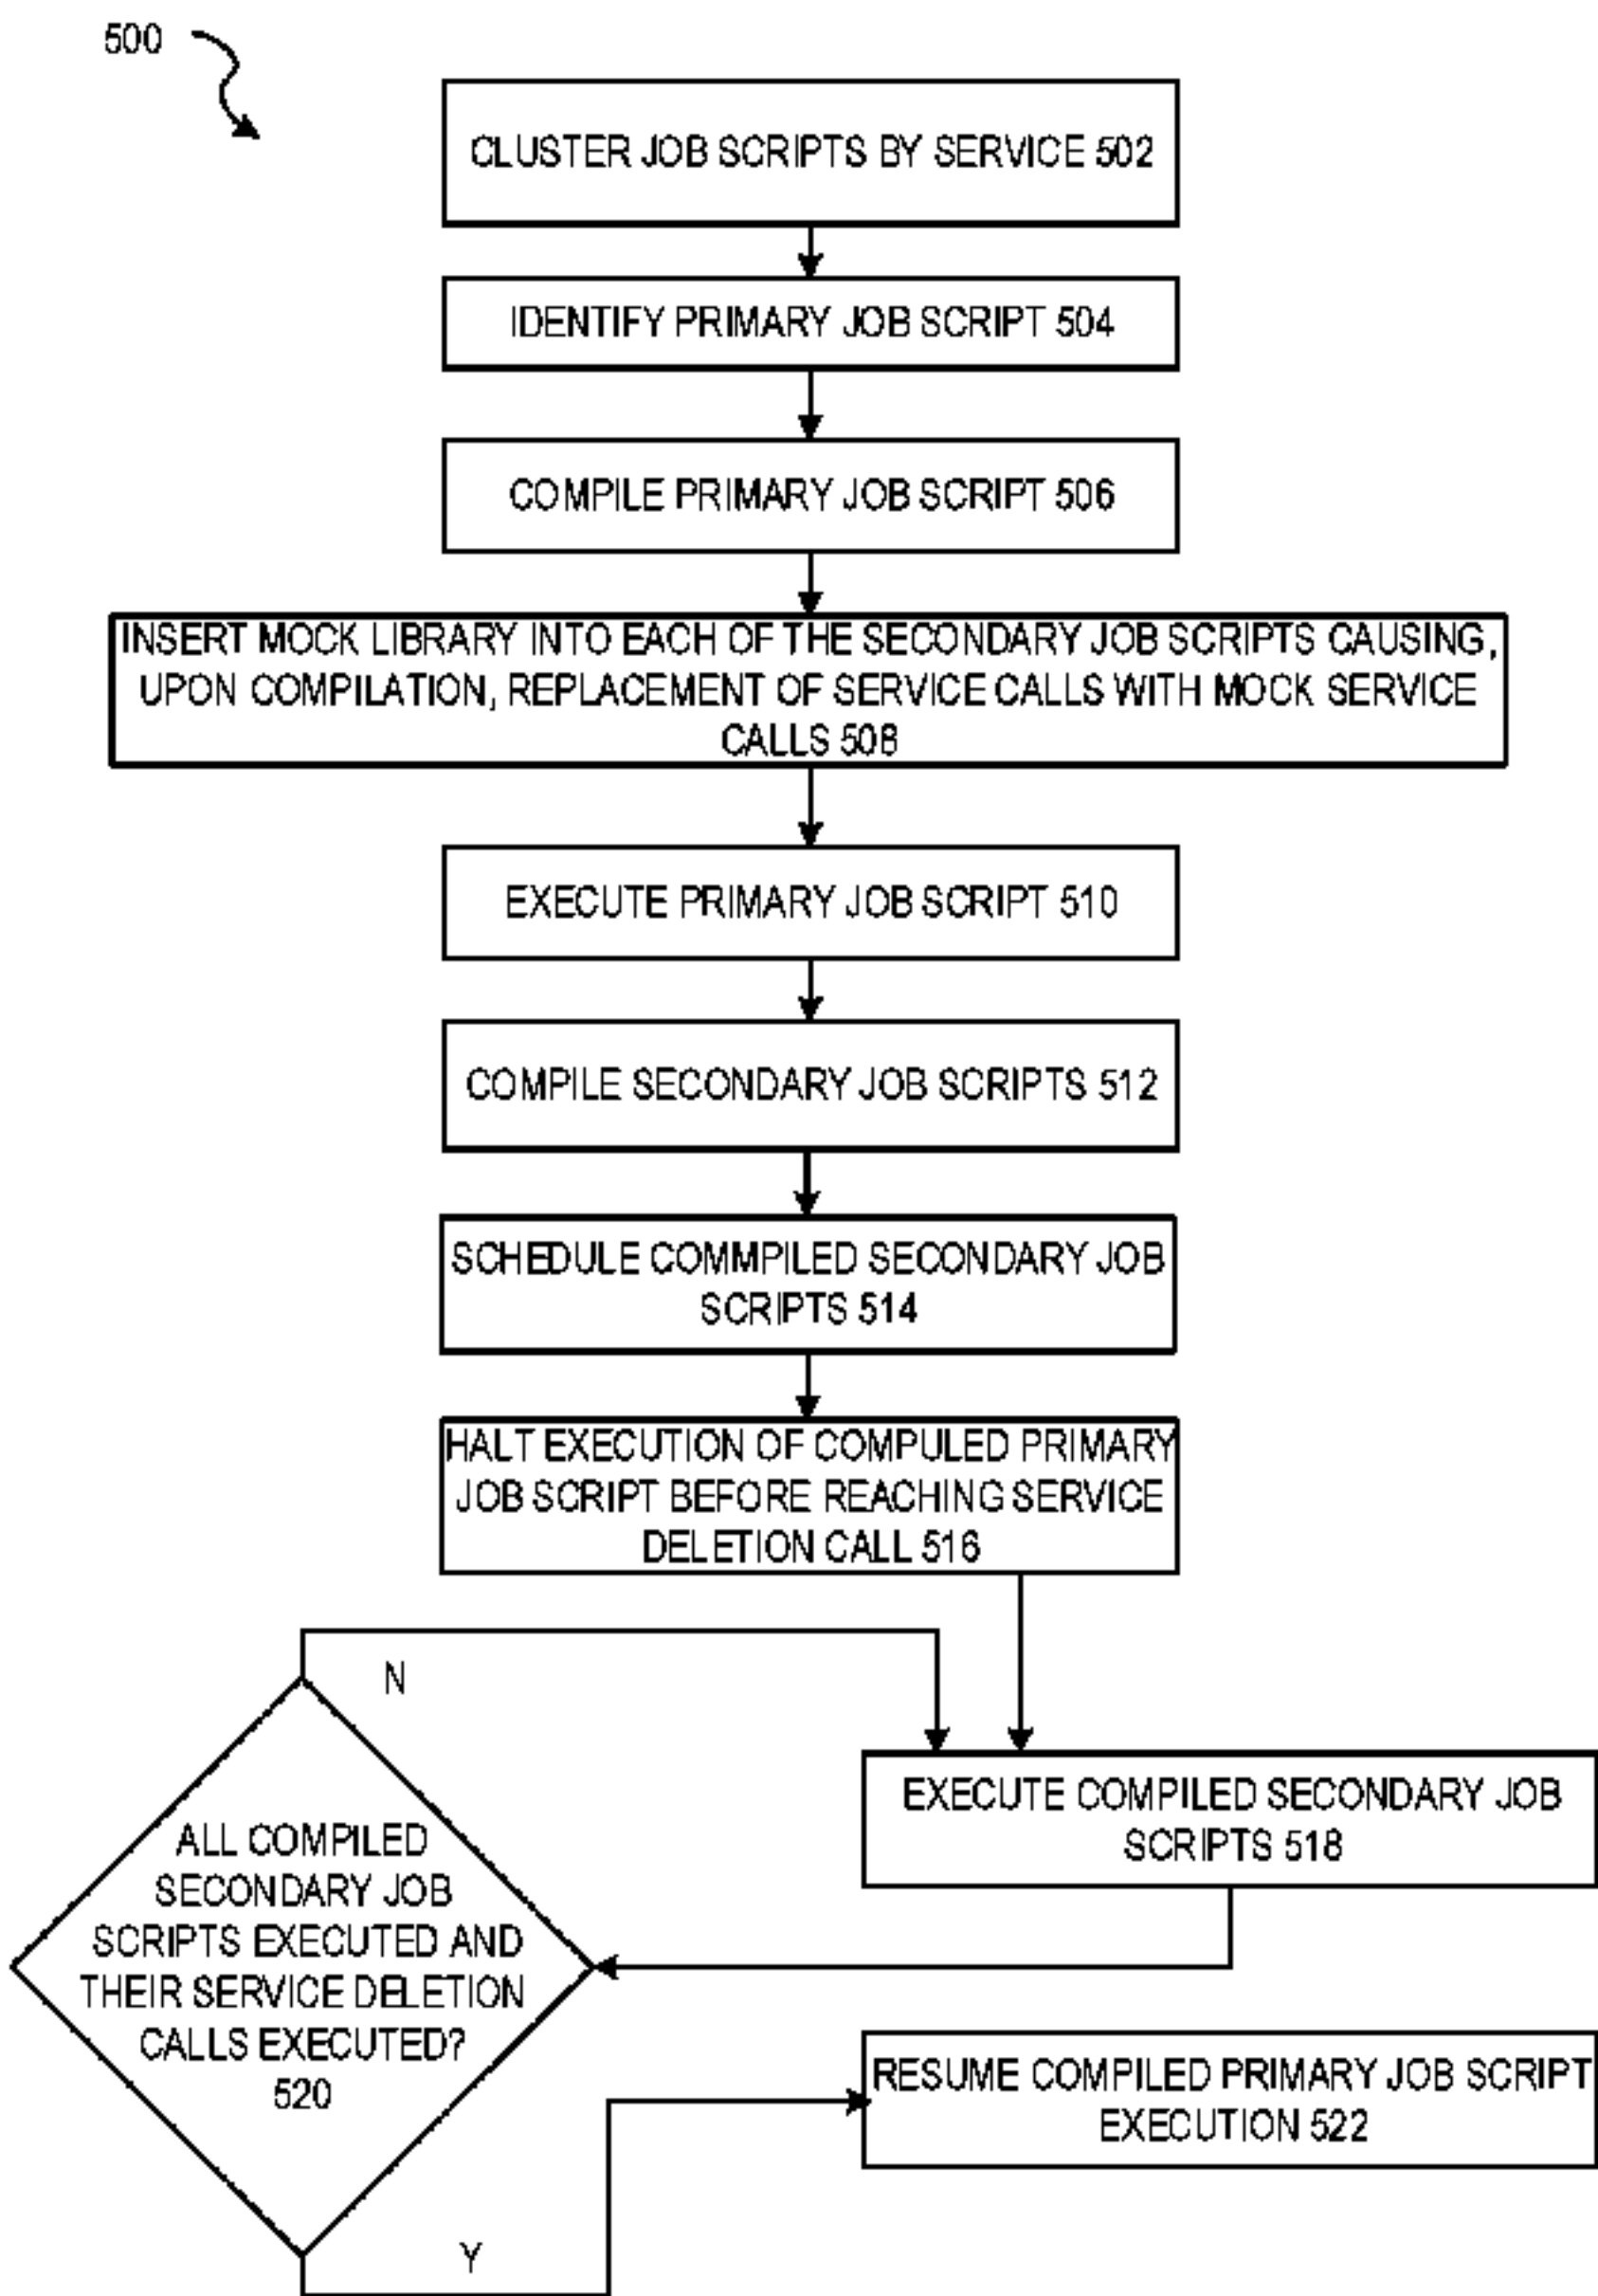 500
CLUSTER JOB SCRIPTS BY SERVICE 502
IDENTIFY PRIMARY JOB SCRIPT 504
COMPILE PRIMARY JOB SCRIPT 506
INSERT MOCK LIBRARY INTO EACH OF THE SECONDARY JOB SCRIPTS CAUSING,
UPON COMPILATION, REPLACEMENT OF SERVICE CALLS WITH MOCK SERVICE
CALLS 508
EXECUTE PRIMARY JOB SCRIPT 510
COMPILE SECONDARY JOB SCRIPTS 512
SCHEDULE COMMPILED SECONDARY JOB
SCRIPTS 514
HALT EXECUTION OF COMPULED PRIMARY
JOB SCRIPT BEFORE REACHING SERVICE
DELETION CALL 516
N
EXECUTE COMPILED SECONDARY JOB
SCRIPTS 518
ALL COMPILED
SECONDARY JOB
SCRIPTS EXECUTED AND
THEIR SERVICE DELETION
CALLS EXECUTED?
520
RESUME COMPILED PRIMARY JOB SCRIPT
EXECUTION 522
Y